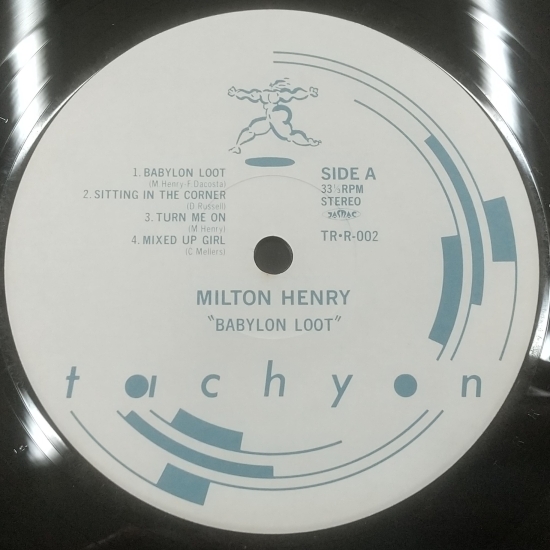 1. BABYLON LOOT
(M Henry-F Dacosta)
2. SITTING IN THE CORNER
(D Russell)
3. TURN ME ON
(M Henry)
4. MIXED UP GIRL
(C Mellers)
SIDE A
33⅓RPM
STEREO
JASRAC
TR•R-002
MILTON HENRY
"BABYLON LOOT"
tachyon